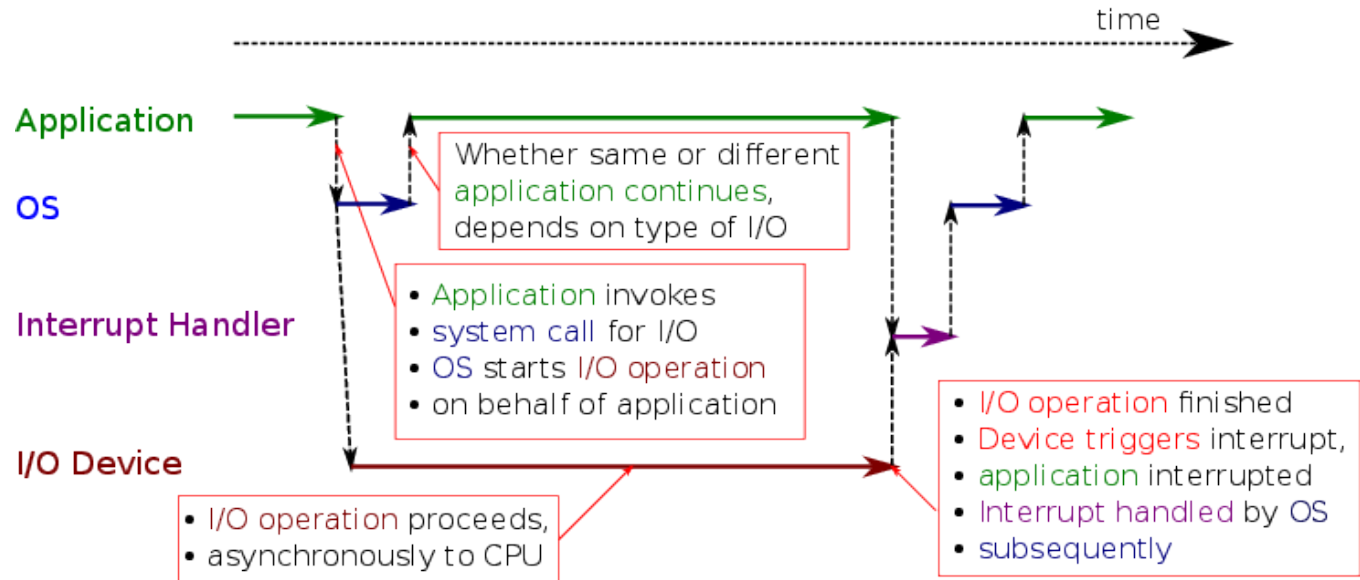 time
Application
Whether same or different
application continues,
depends on type of I/O
OS
• Application invokes
• system call for I/O
• OS starts I/O operation
• on behalf of application
Interrupt Handler
• I/O operation finished
• Device triggers interrupt,
• application interrupted
• Interrupt handled by OS
• subsequently
I/O Device
• I/O operation proceeds,
• asynchronously to CPU